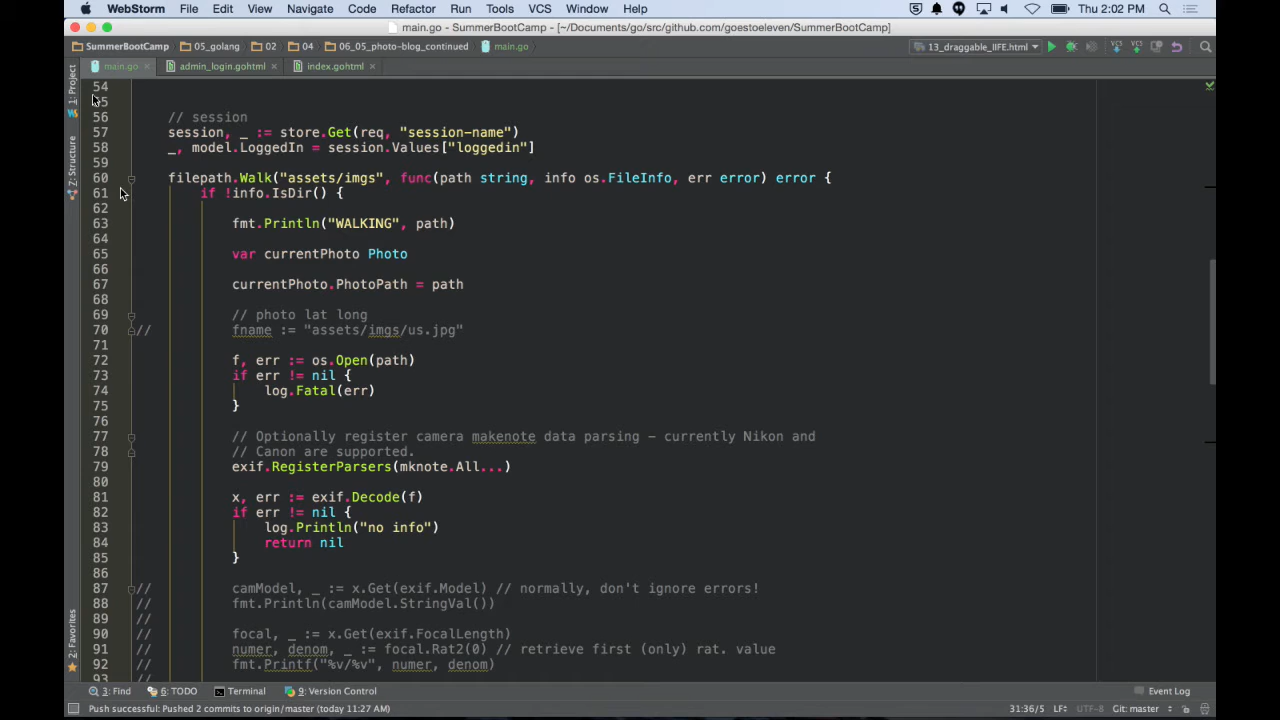 WebStorm File Edit View Navigate Code Refactor Run Tools VCS Window Help Thu 2:02 PM
main.go - SummerBootCamp - [~/Documents/go/src/github.com/goestoeleven/SummerBootCamp]
SummerBootCamp 05_golang 02 04 06_05_photo-blog_continued main.go 13_draggable_IIFE.html
main.go admin_login.gohtml index.gohtml
1: Project
7: Structure
2: Favorites
54
55
56 // session
57 session, _ := store.Get(req, "session-name")
58 _, model.LoggedIn = session.Values["loggedin"]
59
60 filepath.Walk("assets/imgs", func(path string, info os.FileInfo, err error) error {
61 if !info.IsDir() {
62
63 fmt.Println("WALKING", path)
64
65 var currentPhoto Photo
66
67 currentPhoto.PhotoPath = path
68
69 // photo lat long
70 // fname := "assets/imgs/us.jpg"
71
72 f, err := os.Open(path)
73 if err != nil {
74 log.Fatal(err)
75 }
76
77 // Optionally register camera makenote data parsing - currently Nikon and
78 // Canon are supported.
79 exif.RegisterParsers(mknote.All...)
80
81 x, err := exif.Decode(f)
82 if err != nil {
83 log.Println("no info")
84 return nil
85 }
86
87 // camModel, _ := x.Get(exif.Model) // normally, don't ignore errors!
88 // fmt.Println(camModel.StringVal())
89 //
90 // focal, _ := x.Get(exif.FocalLength)
91 // numer, denom, _ := focal.Rat2(0) // retrieve first (only) rat. value
92 // fmt.Printf("%v/%v", numer, denom)
93 //
3: Find 6: TODO Terminal 9: Version Control Event Log
Push successful: Pushed 2 commits to origin/master (today 11:27 AM) 31:36/5 LF UTF-8 Git: master